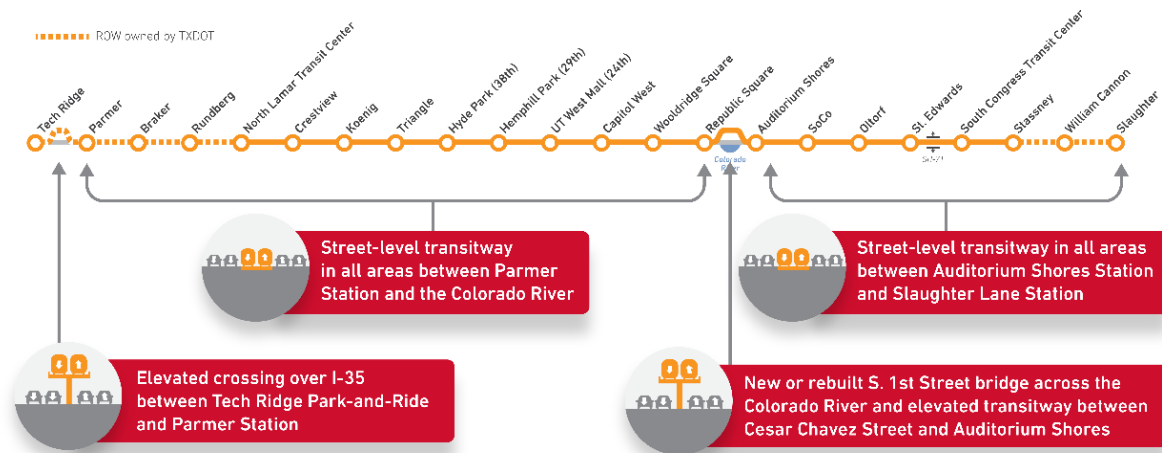 ROW owned by TXDOT
Tech Ridge
Parmer
Braker
Rundberg
North Lamar Transit Center
Crestview
Koenig
Triangle
Hyde Park (38th)
Hemphill Park (29th)
UT West Mall (24th)
Capitol West
Wooldridge Square
Republic Square
Auditorium Shores
SoCo
Oltorf
St. Edwards
South Congress Transit Center
Stassney
William Cannon
Slaughter
Colorado
River
Street-level transitway
in all areas between Parmer
Station and the Colorado River
Street-level transitway in all areas
between Auditorium Shores Station
and Slaughter Lane Station
Elevated crossing over I-35
between Tech Ridge Park-and-Ride
and Parmer Station
New or rebuilt S. 1st Street bridge across the
Colorado River and elevated transitway between
Cesar Chavez Street and Auditorium Shores